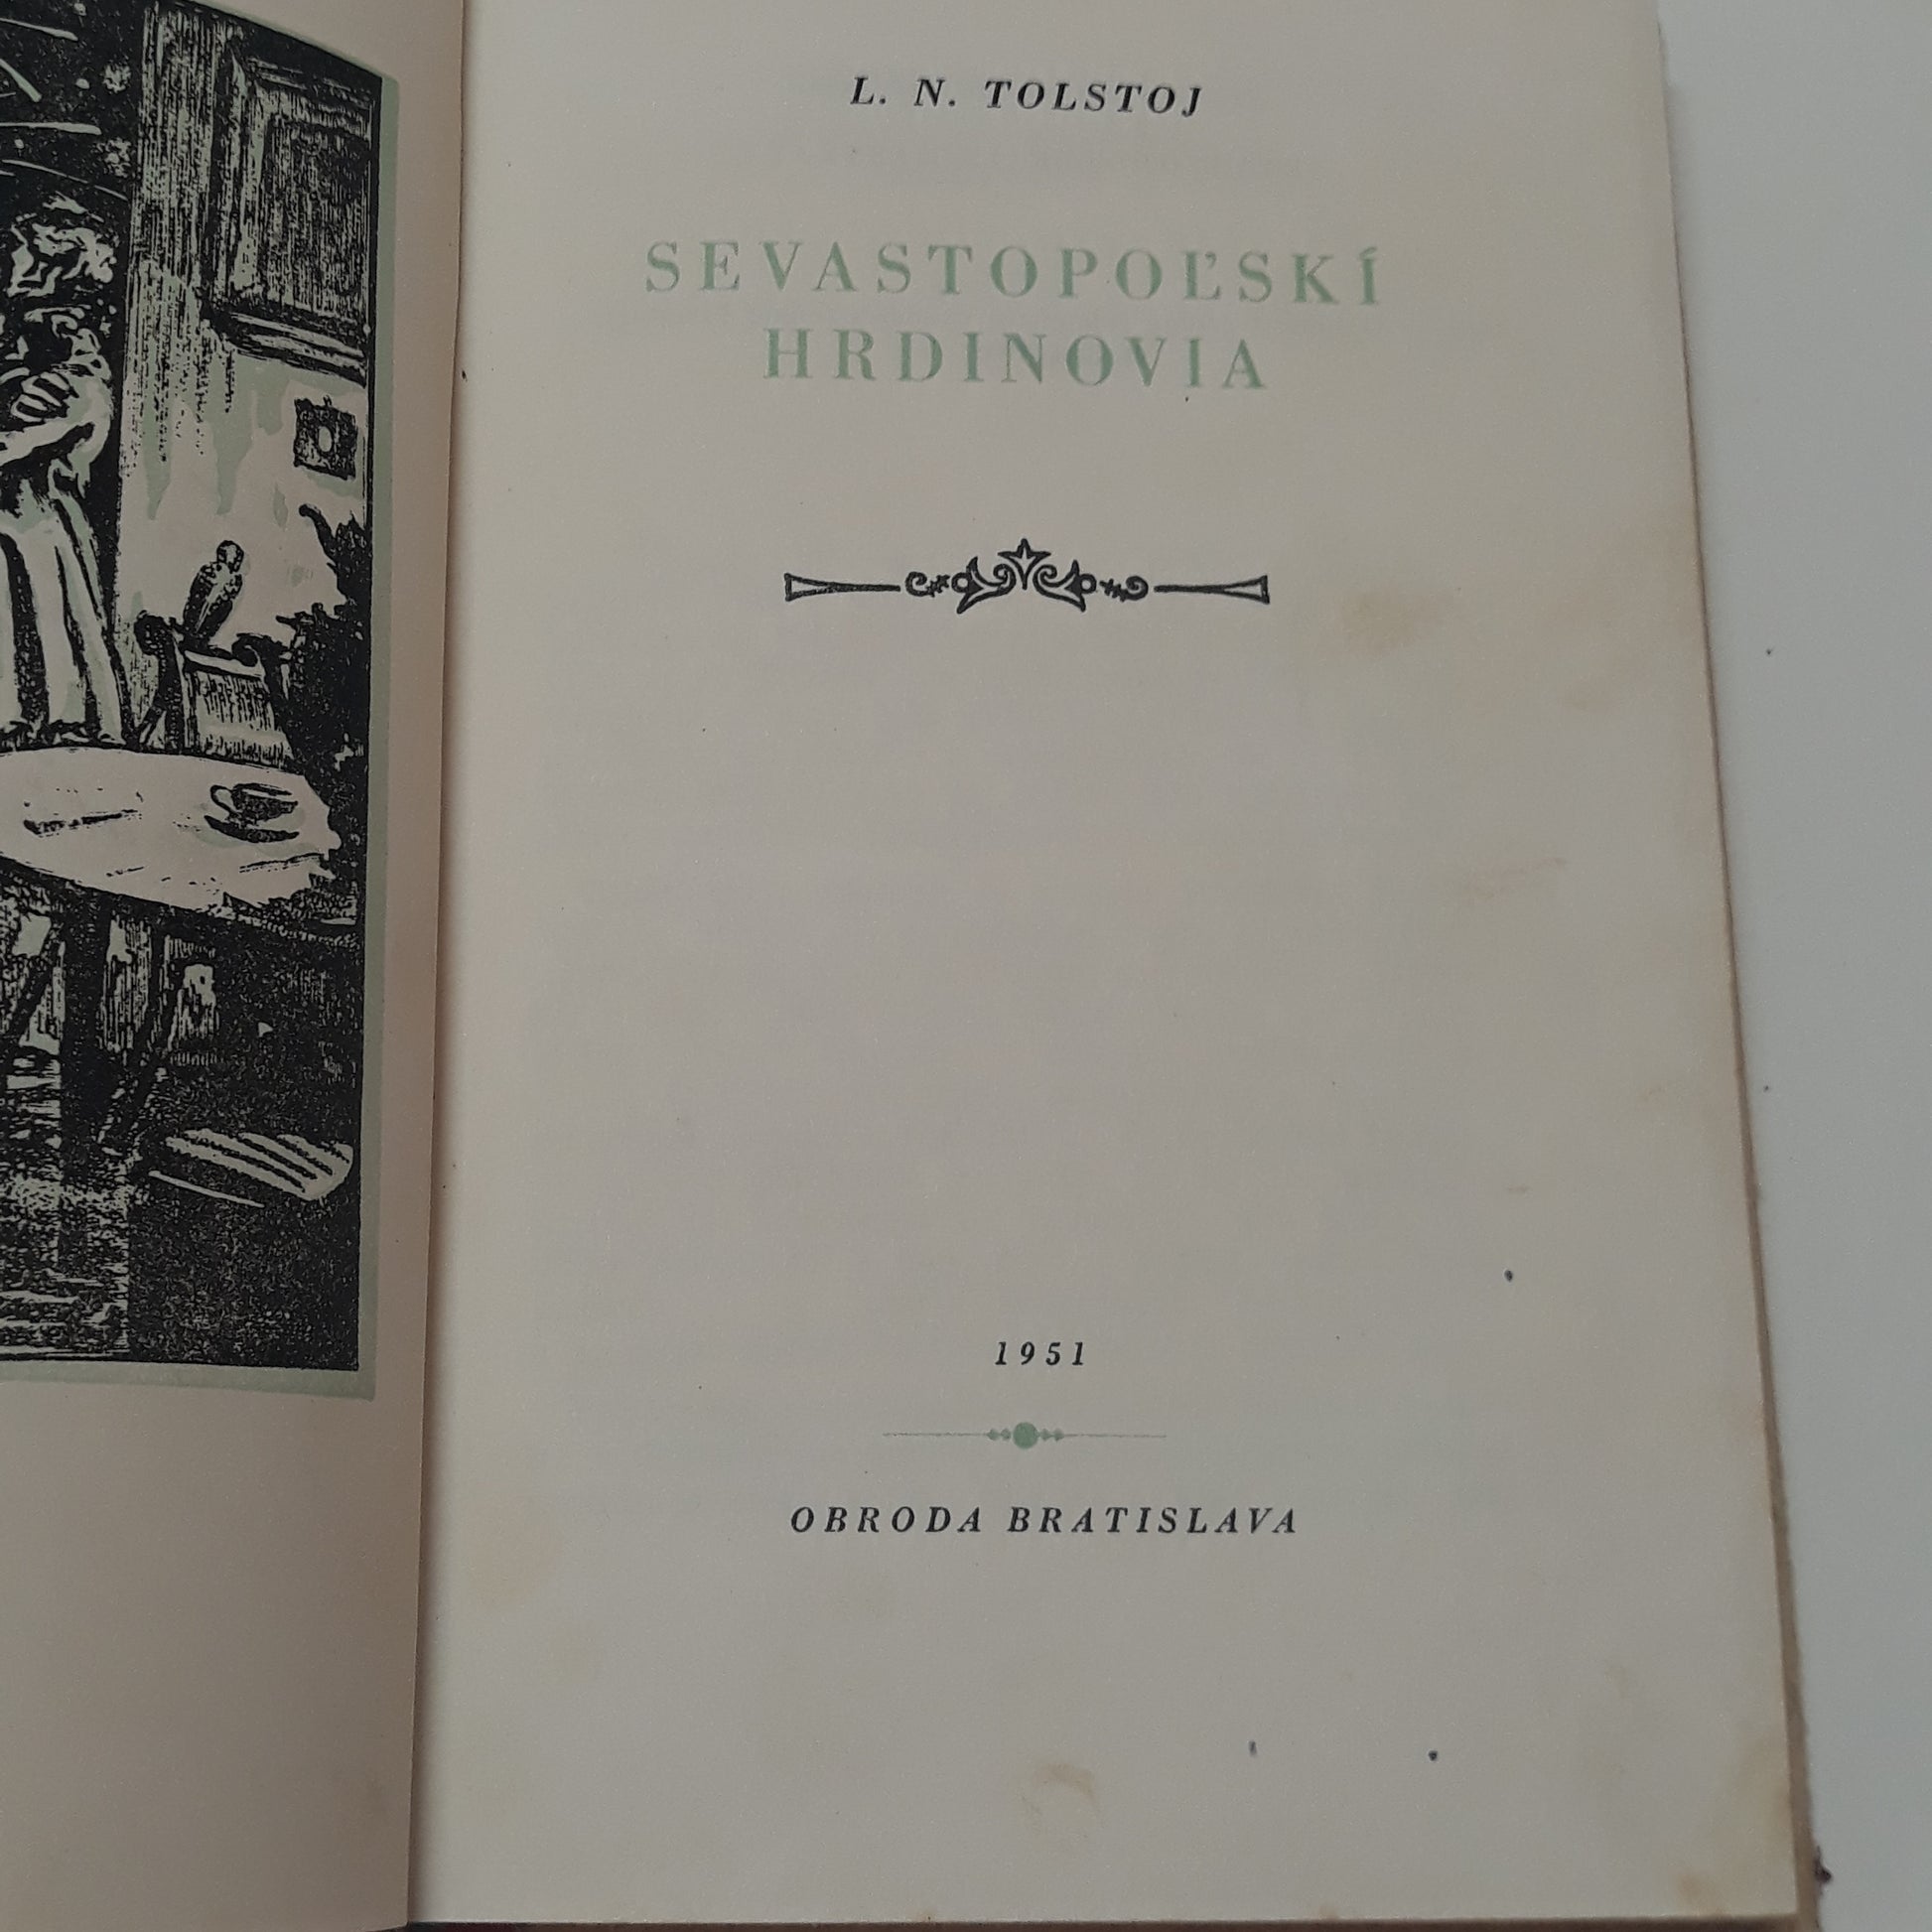 L. N. TOLSTOJ
SEVASTOPOĽSKÍ
HRDINOVIA
1951
OBRODA BRATISLAVA